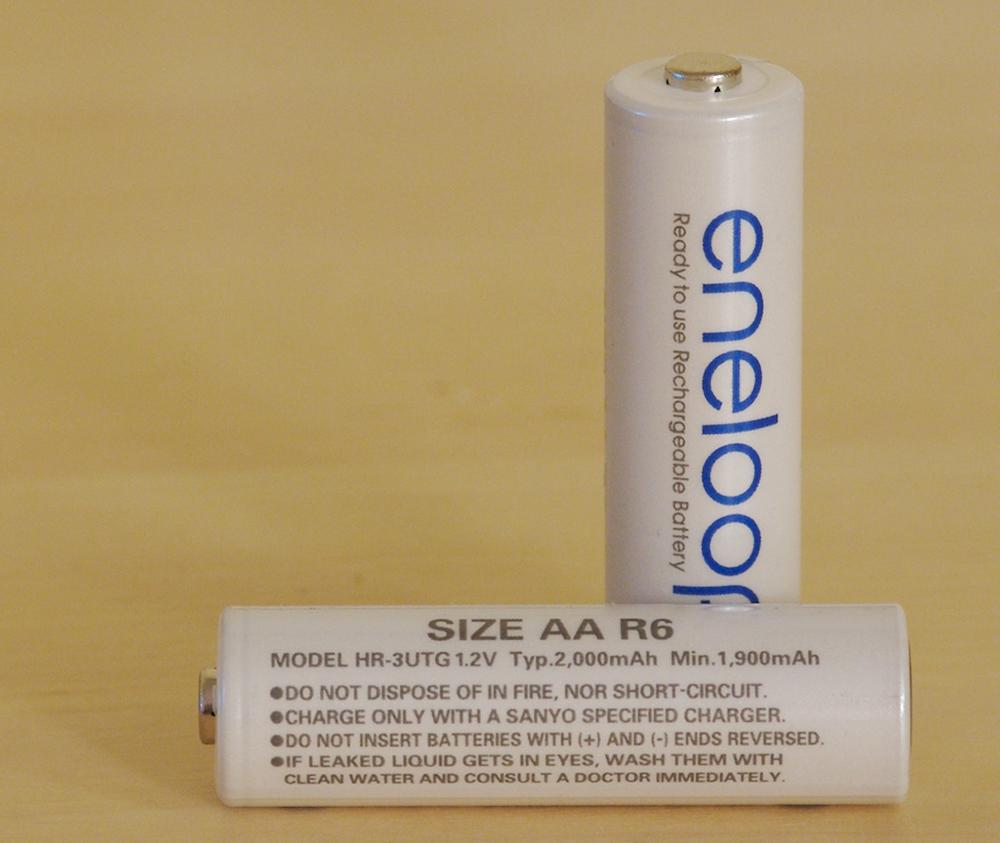 eneloop
Ready to use Rechargeable Battery
SIZE AA R6
MODEL HR-3UTG 1.2V Typ.2,000mAh Min.1,900mAh
●DO NOT DISPOSE OF IN FIRE, NOR SHORT-CIRCUIT.
●CHARGE ONLY WITH A SANYO SPECIFIED CHARGER.
●DO NOT INSERT BATTERIES WITH (+) AND (-) ENDS REVERSED.
●IF LEAKED LIQUID GETS IN EYES, WASH THEM WITH
CLEAN WATER AND CONSULT A DOCTOR IMMEDIATELY.